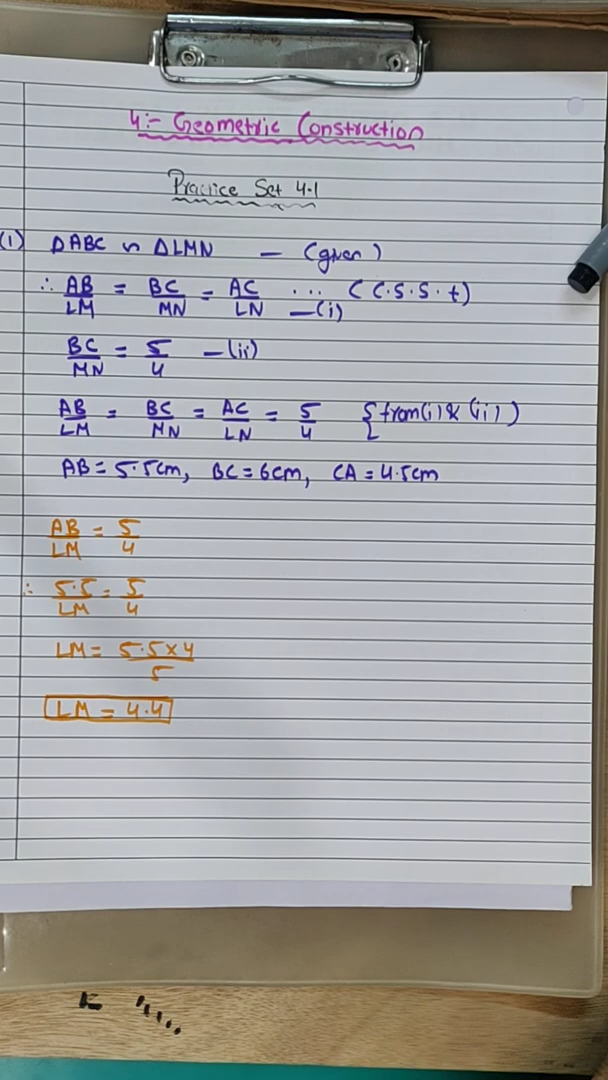 4:- Geometric Construction
Practice Set 4.1
(1) ΔABC ~ ΔLMN — (given)
∴ AB/LM = BC/MN = AC/LN ... (C.S.S.t) —(i)
BC/MN = 5/4 —(ii)
AB/LM = BC/MN = AC/LN = 5/4 {from(i) & (ii)}
AB = 5.5cm, BC = 6cm, CA = 4.5cm
AB/LM = 5/4
∴ 5.5/LM = 5/4
LM = 5.5×4/5
LM = 4.4